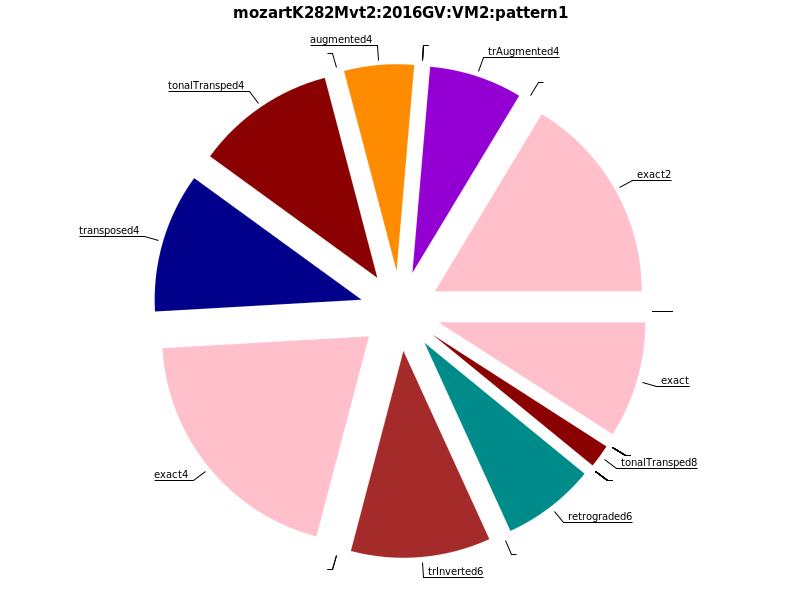 mozartK282Mvt2:2016GV:VM2:pattern1
augmented4
trAugmented4
tonalTransped4
exact2
transposed4
exact
tonalTransped8
exact4
retrograded6
trInverted6